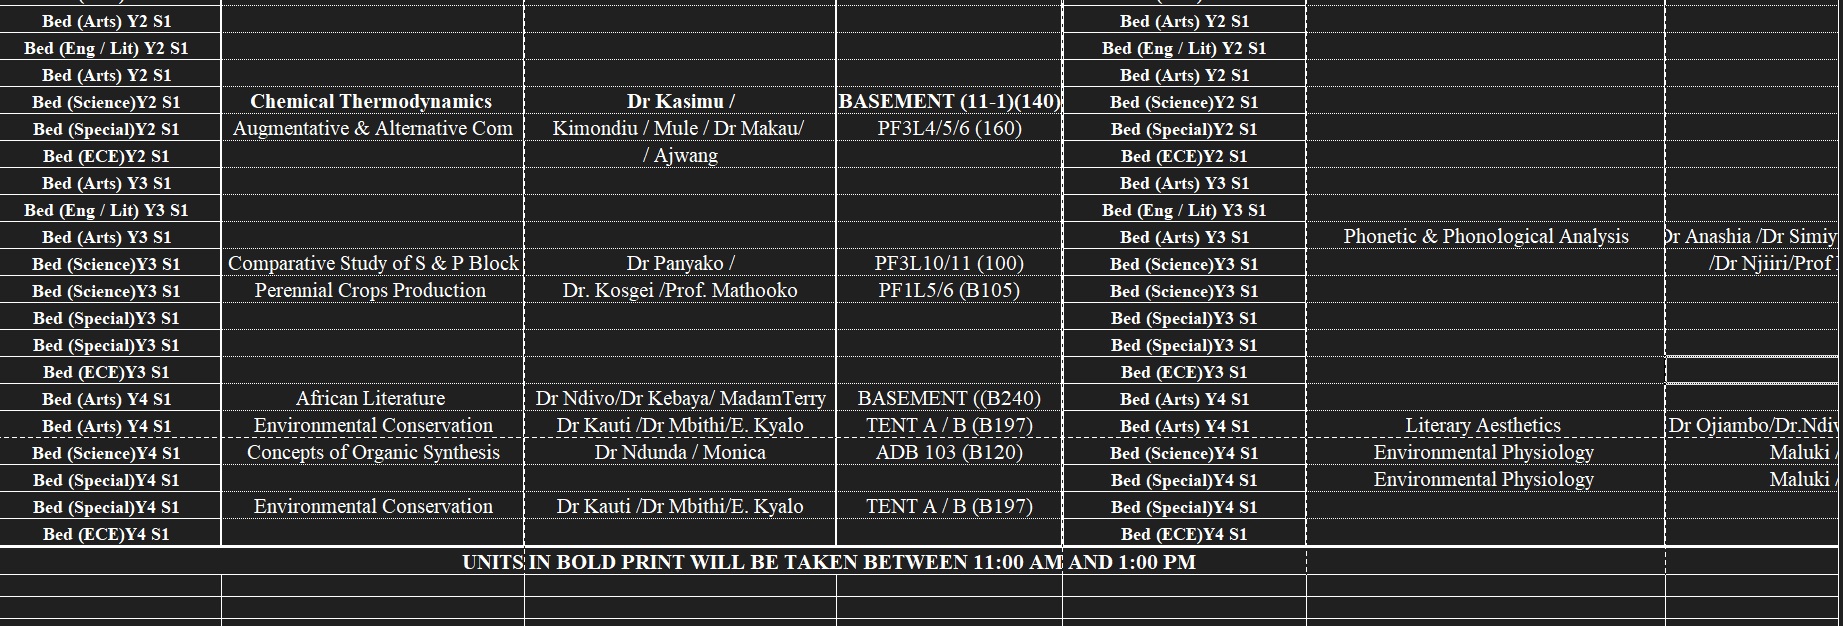 Bed (Arts) Y2 S1 Bed (Arts) Y2 S1
Bed (Eng / Lit) Y2 S1 Bed (Eng / Lit) Y2 S1
Bed (Arts) Y2 S1 Bed (Arts) Y2 S1
Bed (Science)Y2 S1 Chemical Thermodynamics Dr Kasimu / BASEMENT (11-1)(140) Bed (Science)Y2 S1
Bed (Special)Y2 S1 Augmentative & Alternative Com Kimondiu / Mule / Dr Makau/ PF3L4/5/6 (160) Bed (Special)Y2 S1
Bed (ECE)Y2 S1 / Ajwang Bed (ECE)Y2 S1
Bed (Arts) Y3 S1 Bed (Arts) Y3 S1
Bed (Eng / Lit) Y3 S1 Bed (Eng / Lit) Y3 S1
Bed (Arts) Y3 S1 Bed (Arts) Y3 S1 Phonetic & Phonological Analysis Dr Anashia /Dr Simiy
Bed (Science)Y3 S1 Comparative Study of S & P Block Dr Panyako / PF3L10/11 (100) Bed (Science)Y3 S1 /Dr Njiiri/Prof
Bed (Science)Y3 S1 Perennial Crops Production Dr. Kosgei /Prof. Mathooko PF1L5/6 (B105) Bed (Science)Y3 S1
Bed (Special)Y3 S1 Bed (Special)Y3 S1
Bed (Special)Y3 S1 Bed (Special)Y3 S1
Bed (ECE)Y3 S1 Bed (ECE)Y3 S1
Bed (Arts) Y4 S1 African Literature Dr Ndivo/Dr Kebaya/ MadamTerry BASEMENT ((B240) Bed (Arts) Y4 S1
Bed (Arts) Y4 S1 Environmental Conservation Dr Kauti /Dr Mbithi/E. Kyalo TENT A / B (B197) Bed (Arts) Y4 S1 Literary Aesthetics Dr Ojiambo/Dr.Ndiv
Bed (Science)Y4 S1 Concepts of Organic Synthesis Dr Ndunda / Monica ADB 103 (B120) Bed (Science)Y4 S1 Environmental Physiology Maluki /
Bed (Special)Y4 S1 Bed (Special)Y4 S1 Environmental Physiology Maluki /
Bed (Special)Y4 S1 Environmental Conservation Dr Kauti /Dr Mbithi/E. Kyalo TENT A / B (B197) Bed (Special)Y4 S1
Bed (ECE)Y4 S1 Bed (ECE)Y4 S1
UNITS IN BOLD PRINT WILL BE TAKEN BETWEEN 11:00 AM AND 1:00 PM